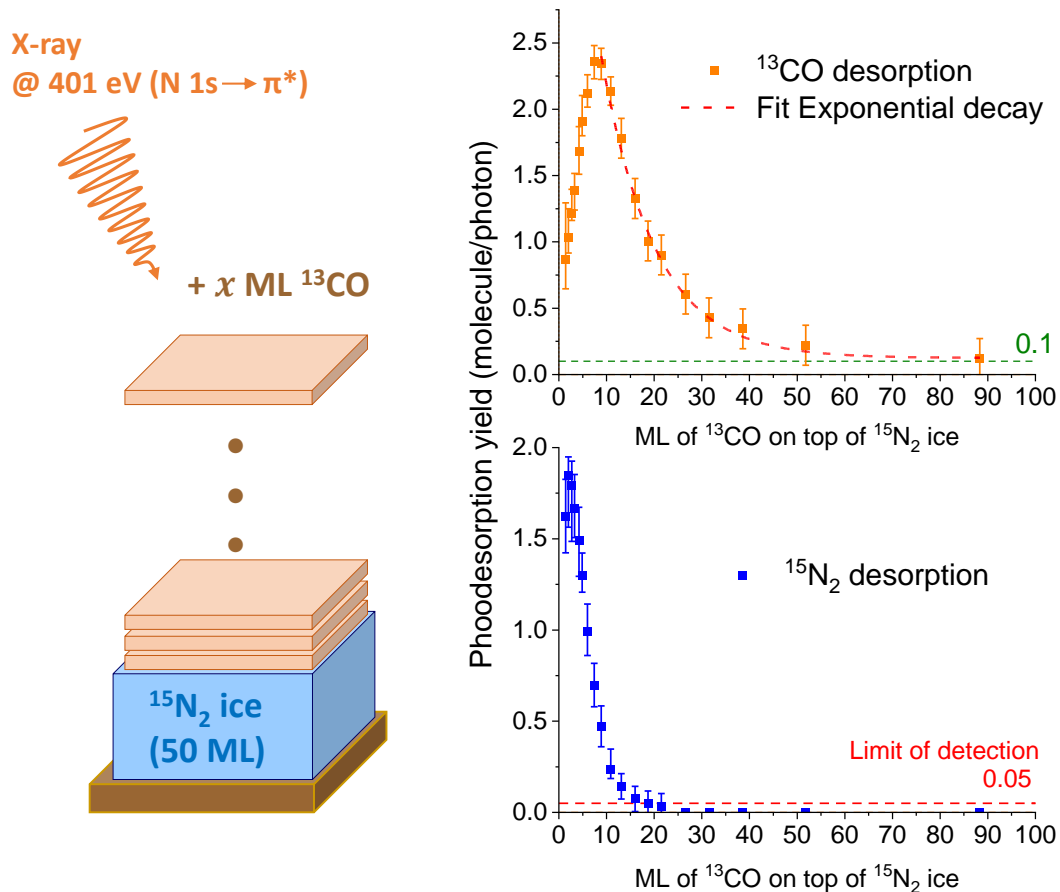 X-ray
@ 401 eV (N 1s→ π*)
+ x ML ¹³CO
¹⁵N₂ ice
(50 ML)
Phoodesorption yield (molecule/photon)
2.5
2.0
1.5
1.0
0.5
0.0
¹³CO desorption
Fit Exponential decay
0.1
0 10 20 30 40 50 60 70 80 90 100
ML of ¹³CO on top of ¹⁵N₂ ice
2.0
1.5
1.0
0.5
0.0
¹⁵N₂ desorption
Limit of detection
0.05
0 10 20 30 40 50 60 70 80 90 100
ML of ¹³CO on top of ¹⁵N₂ ice